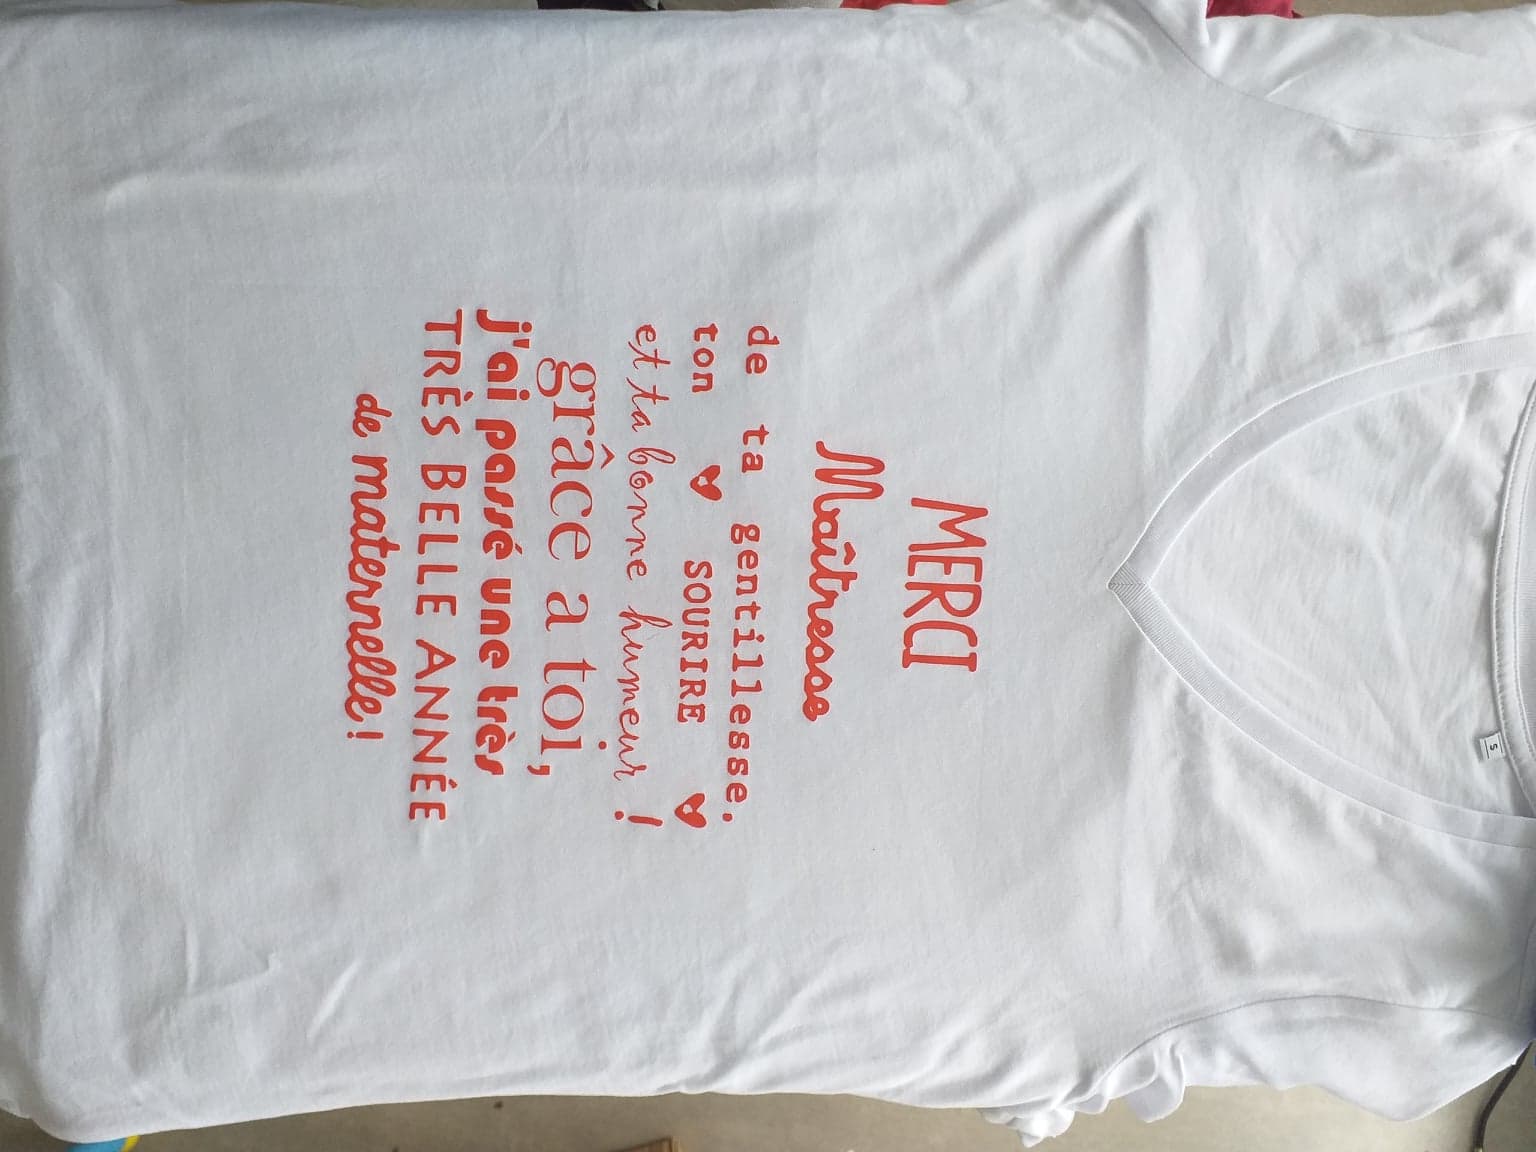 S
MERCI
Maîtresse
de ta gentillesse.
ton SOURIRE
et ta bonne humeur !
grâce a toi,
j'ai passé une très
TRÈS BELLE ANNÉE
de maternelle !